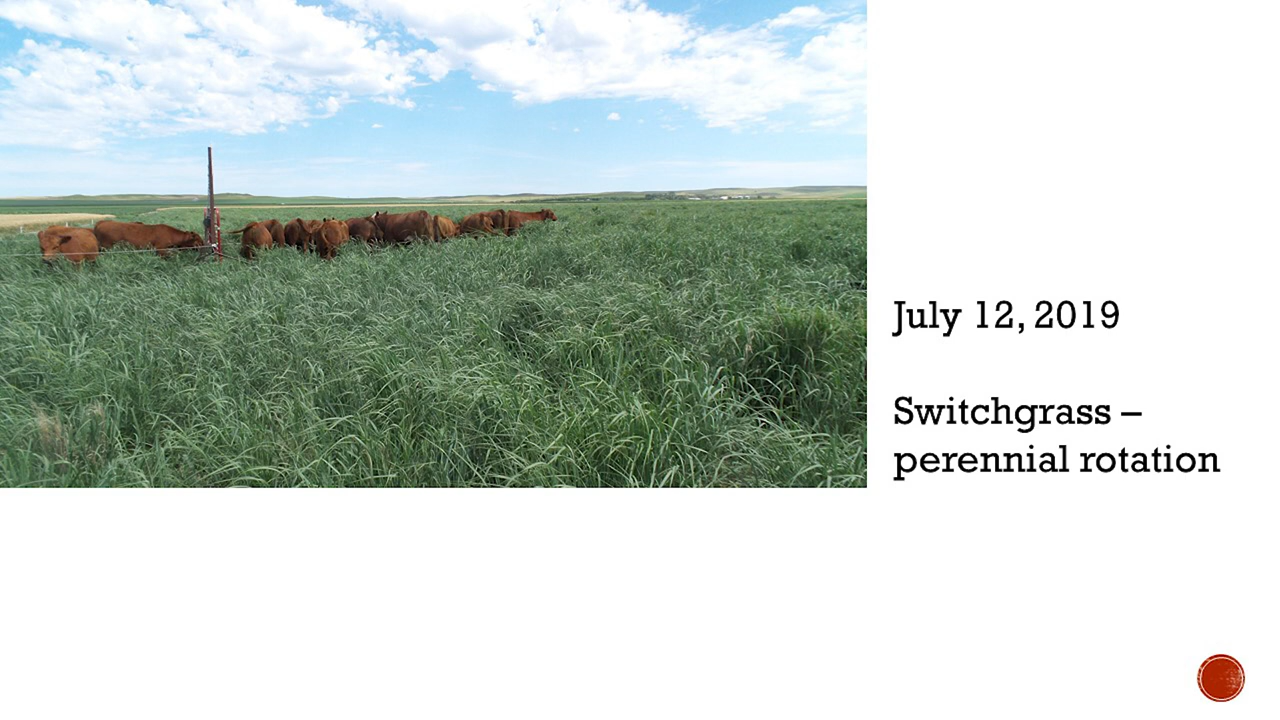 July 12, 2019
Switchgrass –
perennial rotation